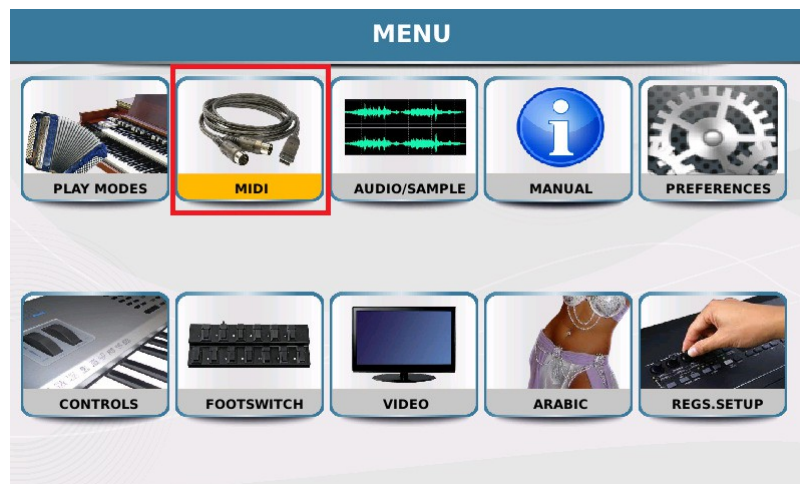 MENU
PLAY MODES
MIDI
AUDIO/SAMPLE
MANUAL
PREFERENCES
CONTROLS
FOOTSWITCH
VIDEO
ARABIC
REGS.SETUP